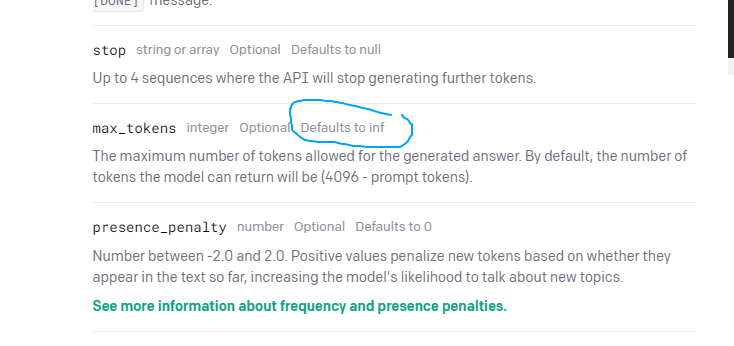 [DONE] message.
stop string or array Optional Defaults to null
Up to 4 sequences where the API will stop generating further tokens.
max_tokens integer Optional Defaults to inf
The maximum number of tokens allowed for the generated answer. By default, the number of
tokens the model can return will be (4096 - prompt tokens).
presence_penalty number Optional Defaults to 0
Number between -2.0 and 2.0. Positive values penalize new tokens based on whether they
appear in the text so far, increasing the model's likelihood to talk about new topics.
See more information about frequency and presence penalties.